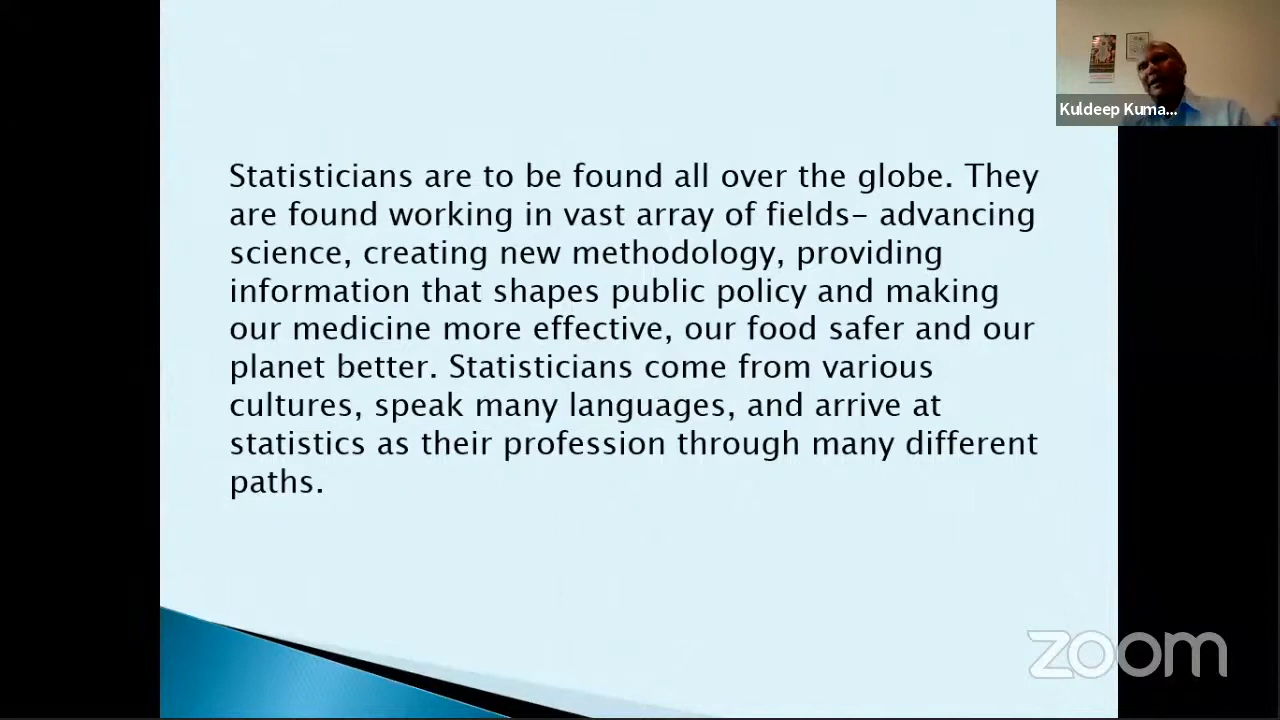 Kuldeep Kuma...
Statisticians are to be found all over the globe. They
are found working in vast array of fields- advancing
science, creating new methodology, providing
information that shapes public policy and making
our medicine more effective, our food safer and our
planet better. Statisticians come from various
cultures, speak many languages, and arrive at
statistics as their profession through many different
paths.
zoom